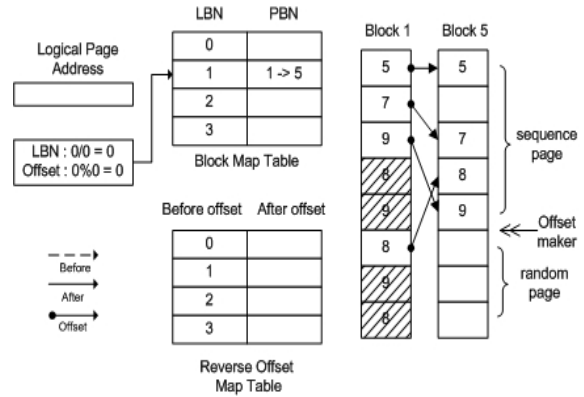 LBN PBN
Logical Page
Address
0
1 1 -> 5
2
3
LBN : 0/0 = 0
Offset : 0%0 = 0
Block Map Table
Before offset After offset
0
1
2
3
Reverse Offset
Map Table
Before
After
Offset
Block 1 Block 5
5 5
7
9 7
8 8
9 9
8
9
8
sequence
page
Offset
maker
random
page